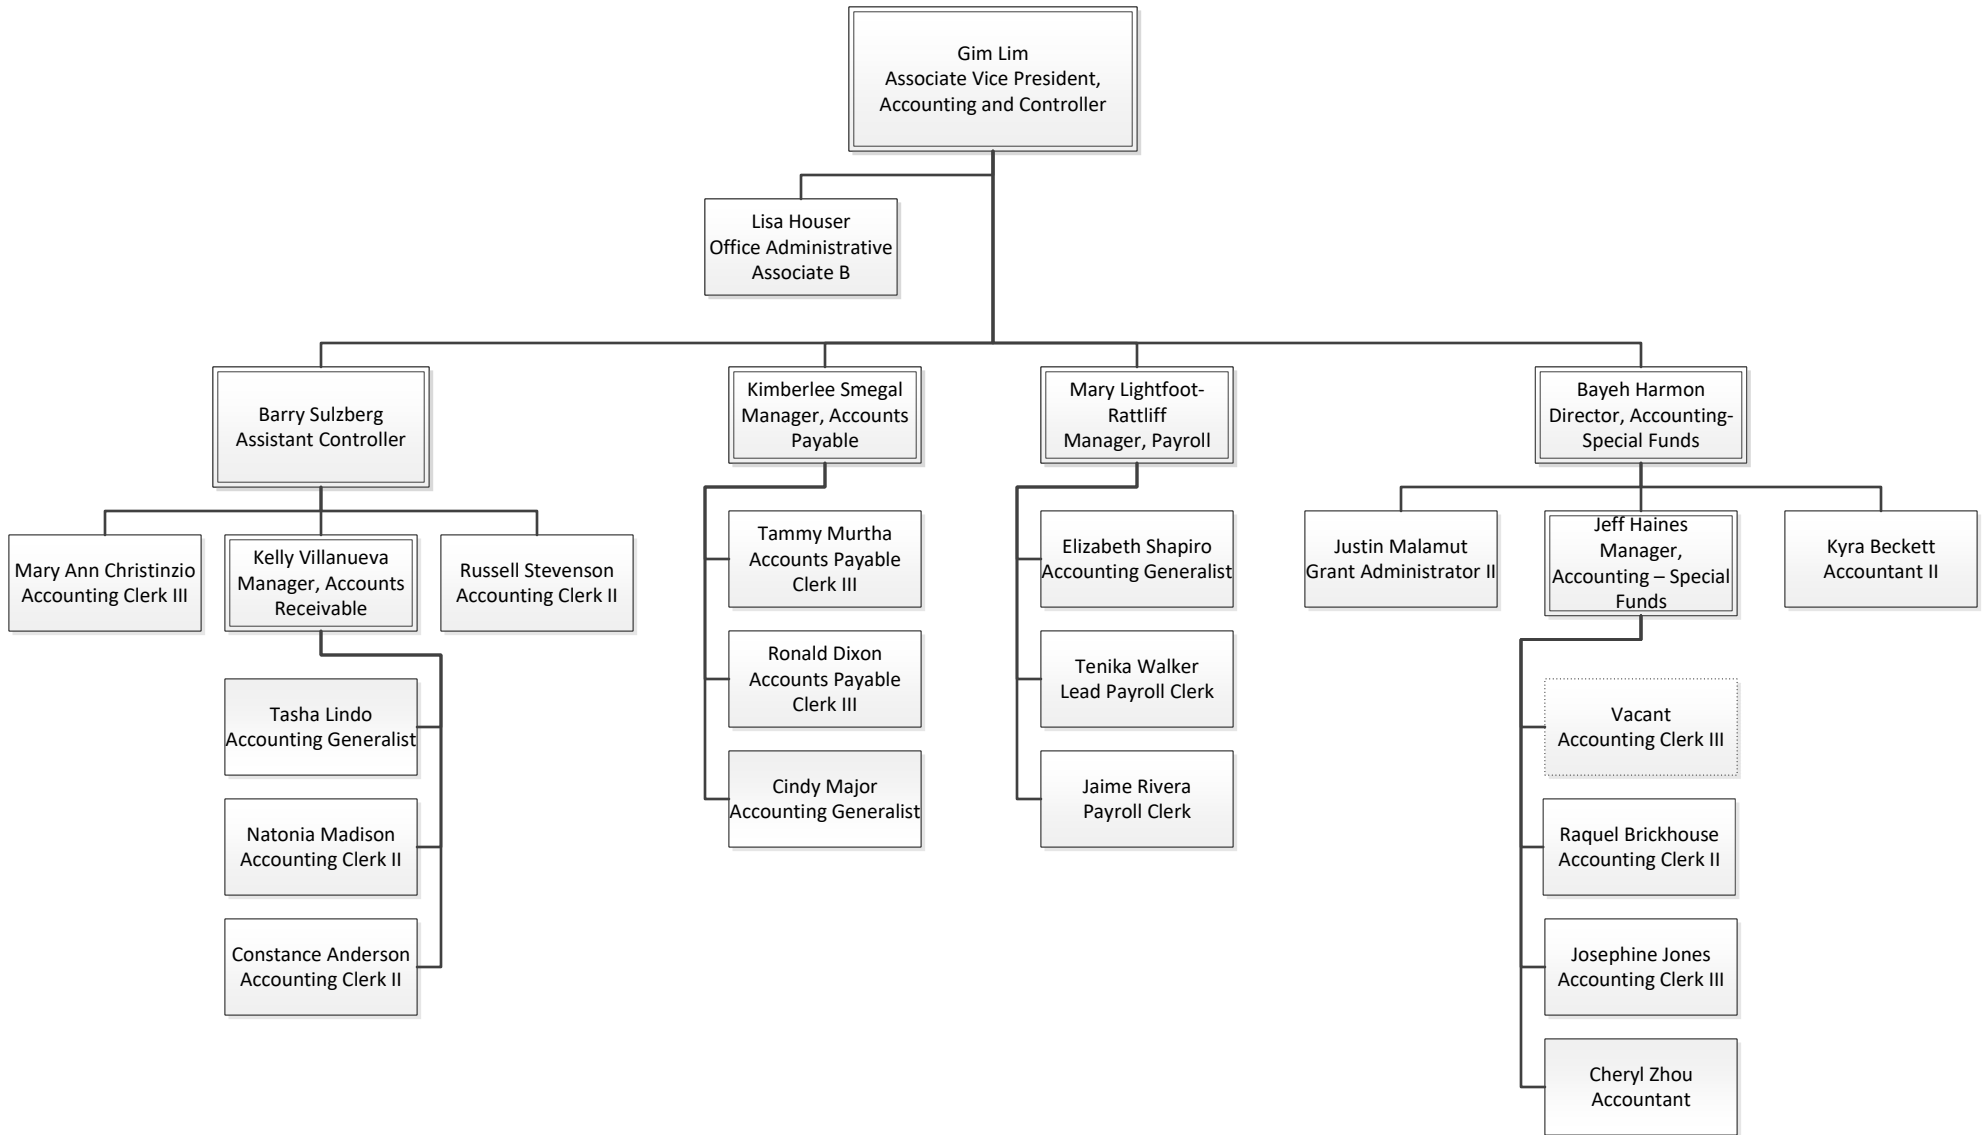 Gim Lim
Associate Vice President,
Accounting and Controller
Lisa Houser
Office Administrative
Associate B
Barry Sulzberg
Assistant Controller
Kimberlee Smegal
Manager, Accounts
Payable
Mary Lightfoot-
Rattliff
Manager, Payroll
Bayeh Harmon
Director, Accounting-
Special Funds
Mary Ann Christinzio
Accounting Clerk III
Kelly Villanueva
Manager, Accounts
Receivable
Russell Stevenson
Accounting Clerk II
Tammy Murtha
Accounts Payable
Clerk III
Elizabeth Shapiro
Accounting Generalist
Justin Malamut
Grant Administrator II
Jeff Haines
Manager,
Accounting – Special
Funds
Kyra Beckett
Accountant II
Tasha Lindo
Accounting Generalist
Ronald Dixon
Accounts Payable
Clerk III
Tenika Walker
Lead Payroll Clerk
Vacant
Accounting Clerk III
Natonia Madison
Accounting Clerk II
Cindy Major
Accounting Generalist
Jaime Rivera
Payroll Clerk
Raquel Brickhouse
Accounting Clerk II
Constance Anderson
Accounting Clerk II
Josephine Jones
Accounting Clerk III
Cheryl Zhou
Accountant